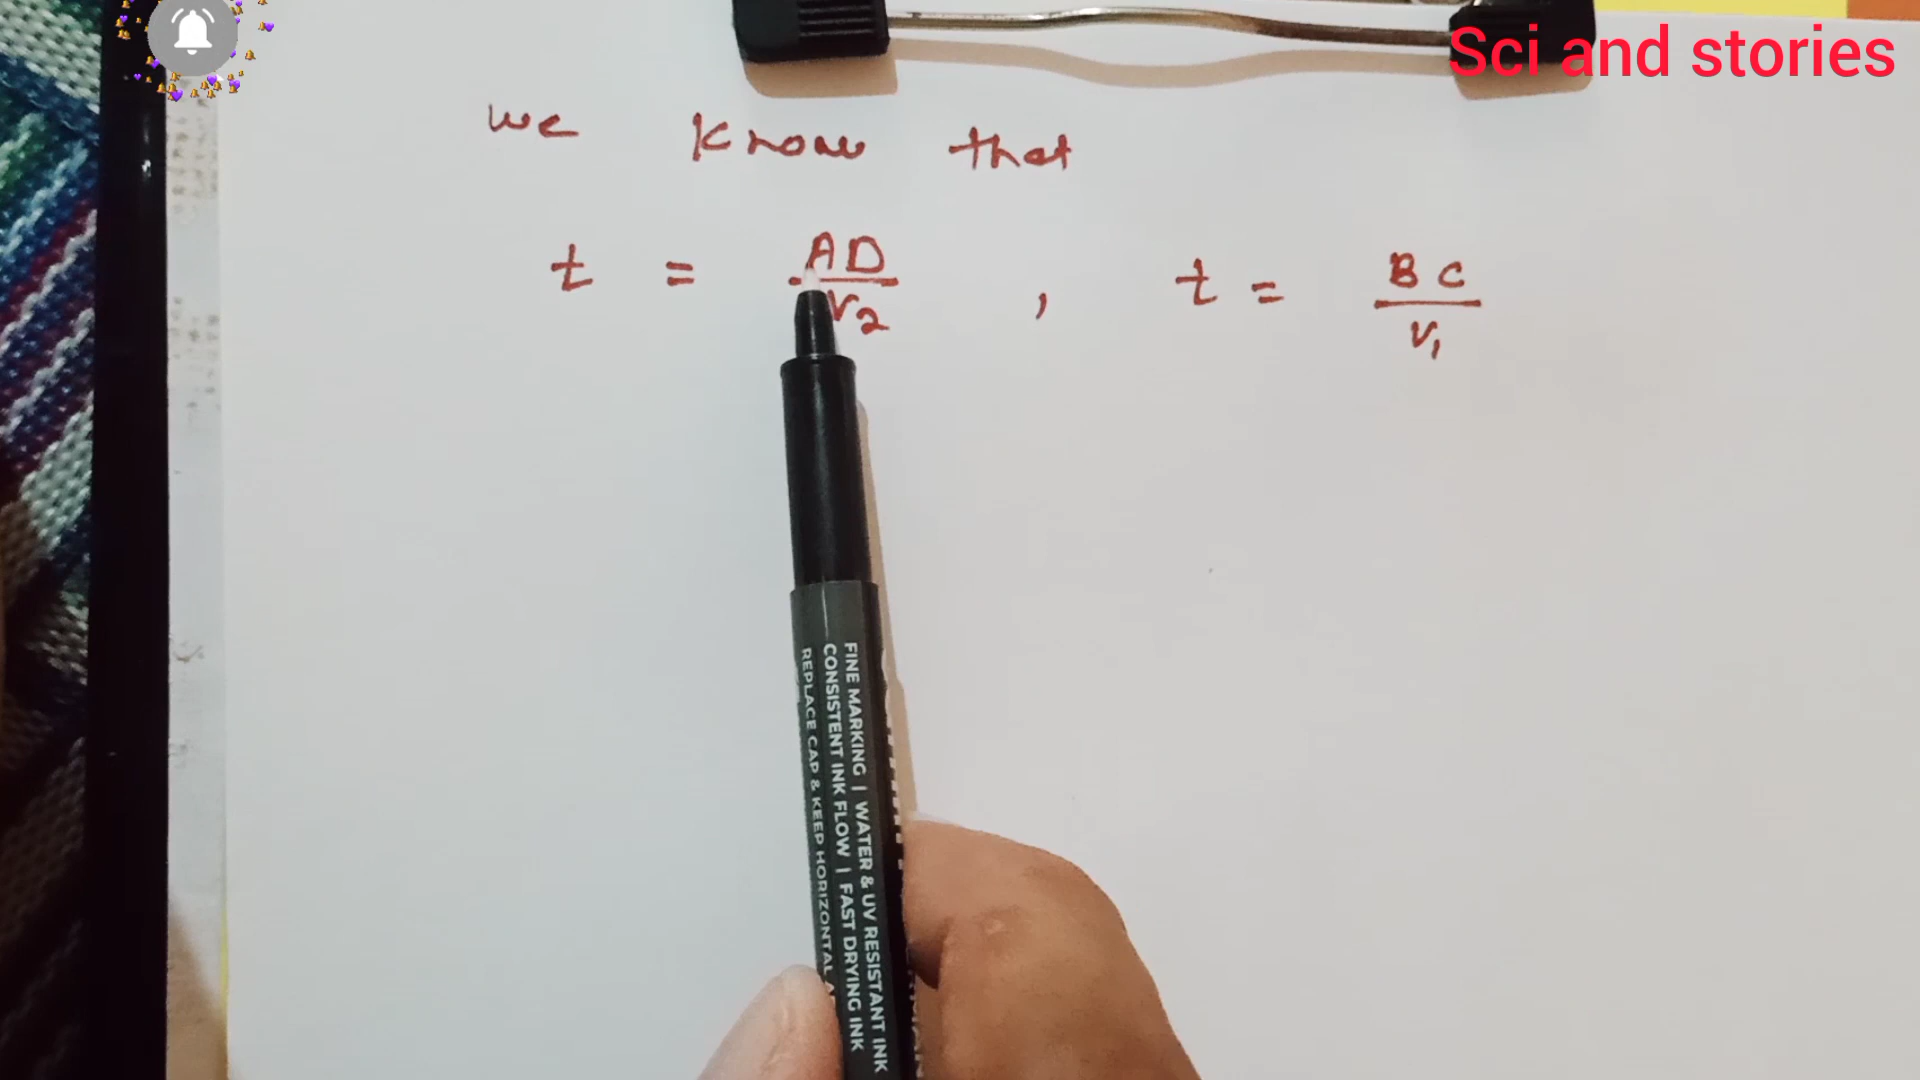 Sci and stories
we know that
t = AD/v₂ , t = BC/v₁
FINE MARKING | WATER & UV RESISTANT INK
CONSISTENT INK FLOW | FAST DRYING INK
REPLACE CAP & KEEP HORIZONTAL